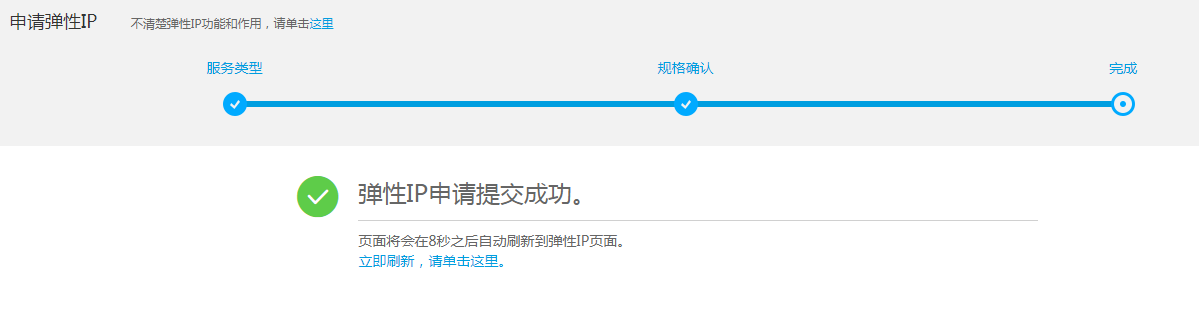 申请弹性IP 不清楚弹性IP功能和作用，请单击这里
服务类型 规格确认 完成
弹性IP申请提交成功。
页面将会在8秒之后自动刷新到弹性IP页面。
立即刷新，请单击这里。